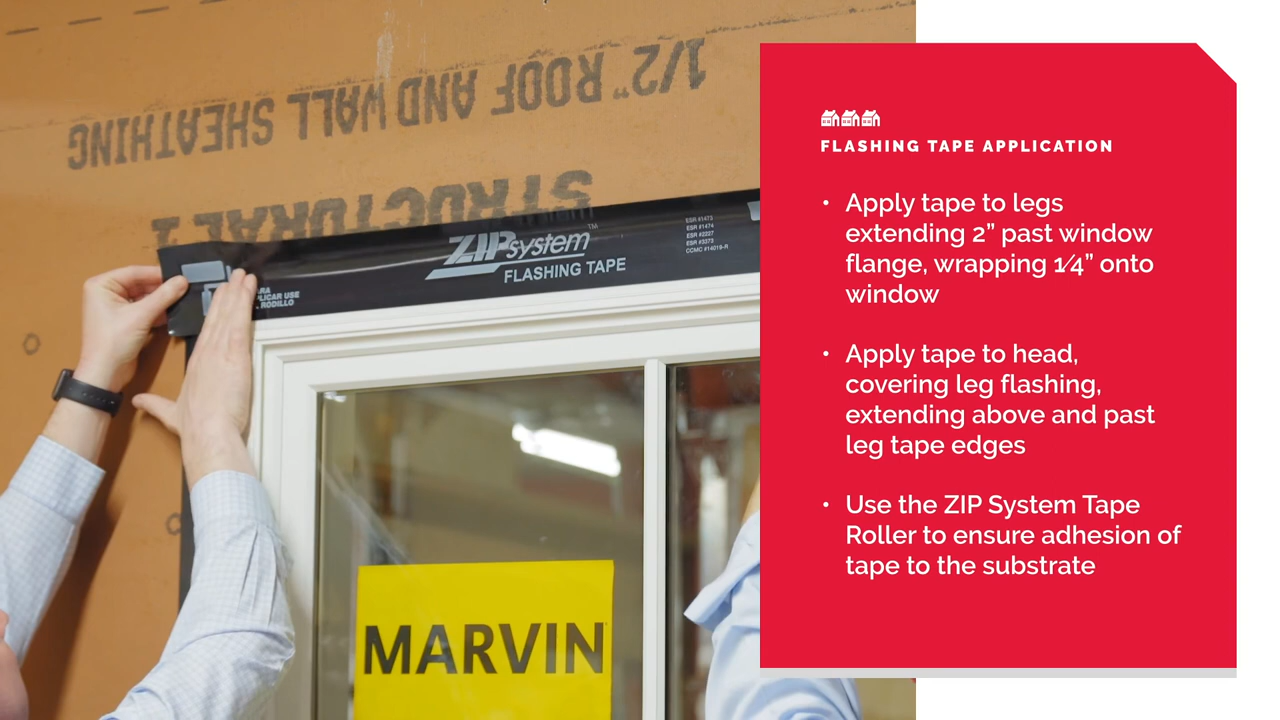 1/2" ROOF AND WALL SHEATHING
STRUCTURAL 1
ZIP system™
FLASHING TAPE
ESR #1473
ESR #1474
ESR #2227
ESR #3373
CCMC #14019-R
PLICAR USE
RODILLO
MARVIN
FLASHING TAPE APPLICATION
• Apply tape to legs
extending 2” past window
flange, wrapping 1⁄4” onto
window
• Apply tape to head,
covering leg flashing,
extending above and past
leg tape edges
• Use the ZIP System Tape
Roller to ensure adhesion of
tape to the substrate